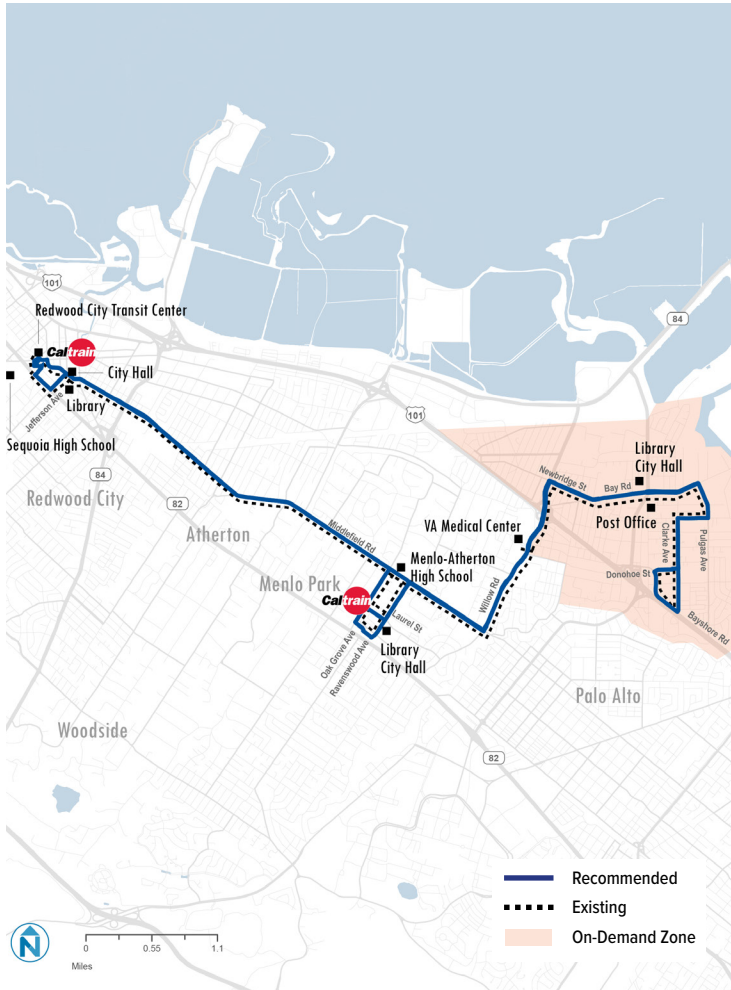 101
Redwood City Transit Center
Caltrain
City Hall
Library
Jefferson Ave
Sequoia High School
84
Redwood City
82
Atherton
Middlefield Rd
Menlo Park
Caltrain
Menlo-Atherton
High School
Laurel St
Oak Grove Ave
Ravenswood Ave
Library
City Hall
VA Medical Center
Willow Rd
101
84
Newbridge St
Bay Rd
Library
City Hall
Post Office
Clarke Ave
Pulgas Ave
Donohoe St
Bayshore Rd
Palo Alto
Woodside
82
Recommended
Existing
On-Demand Zone
N
0
0.55
1.1
Miles